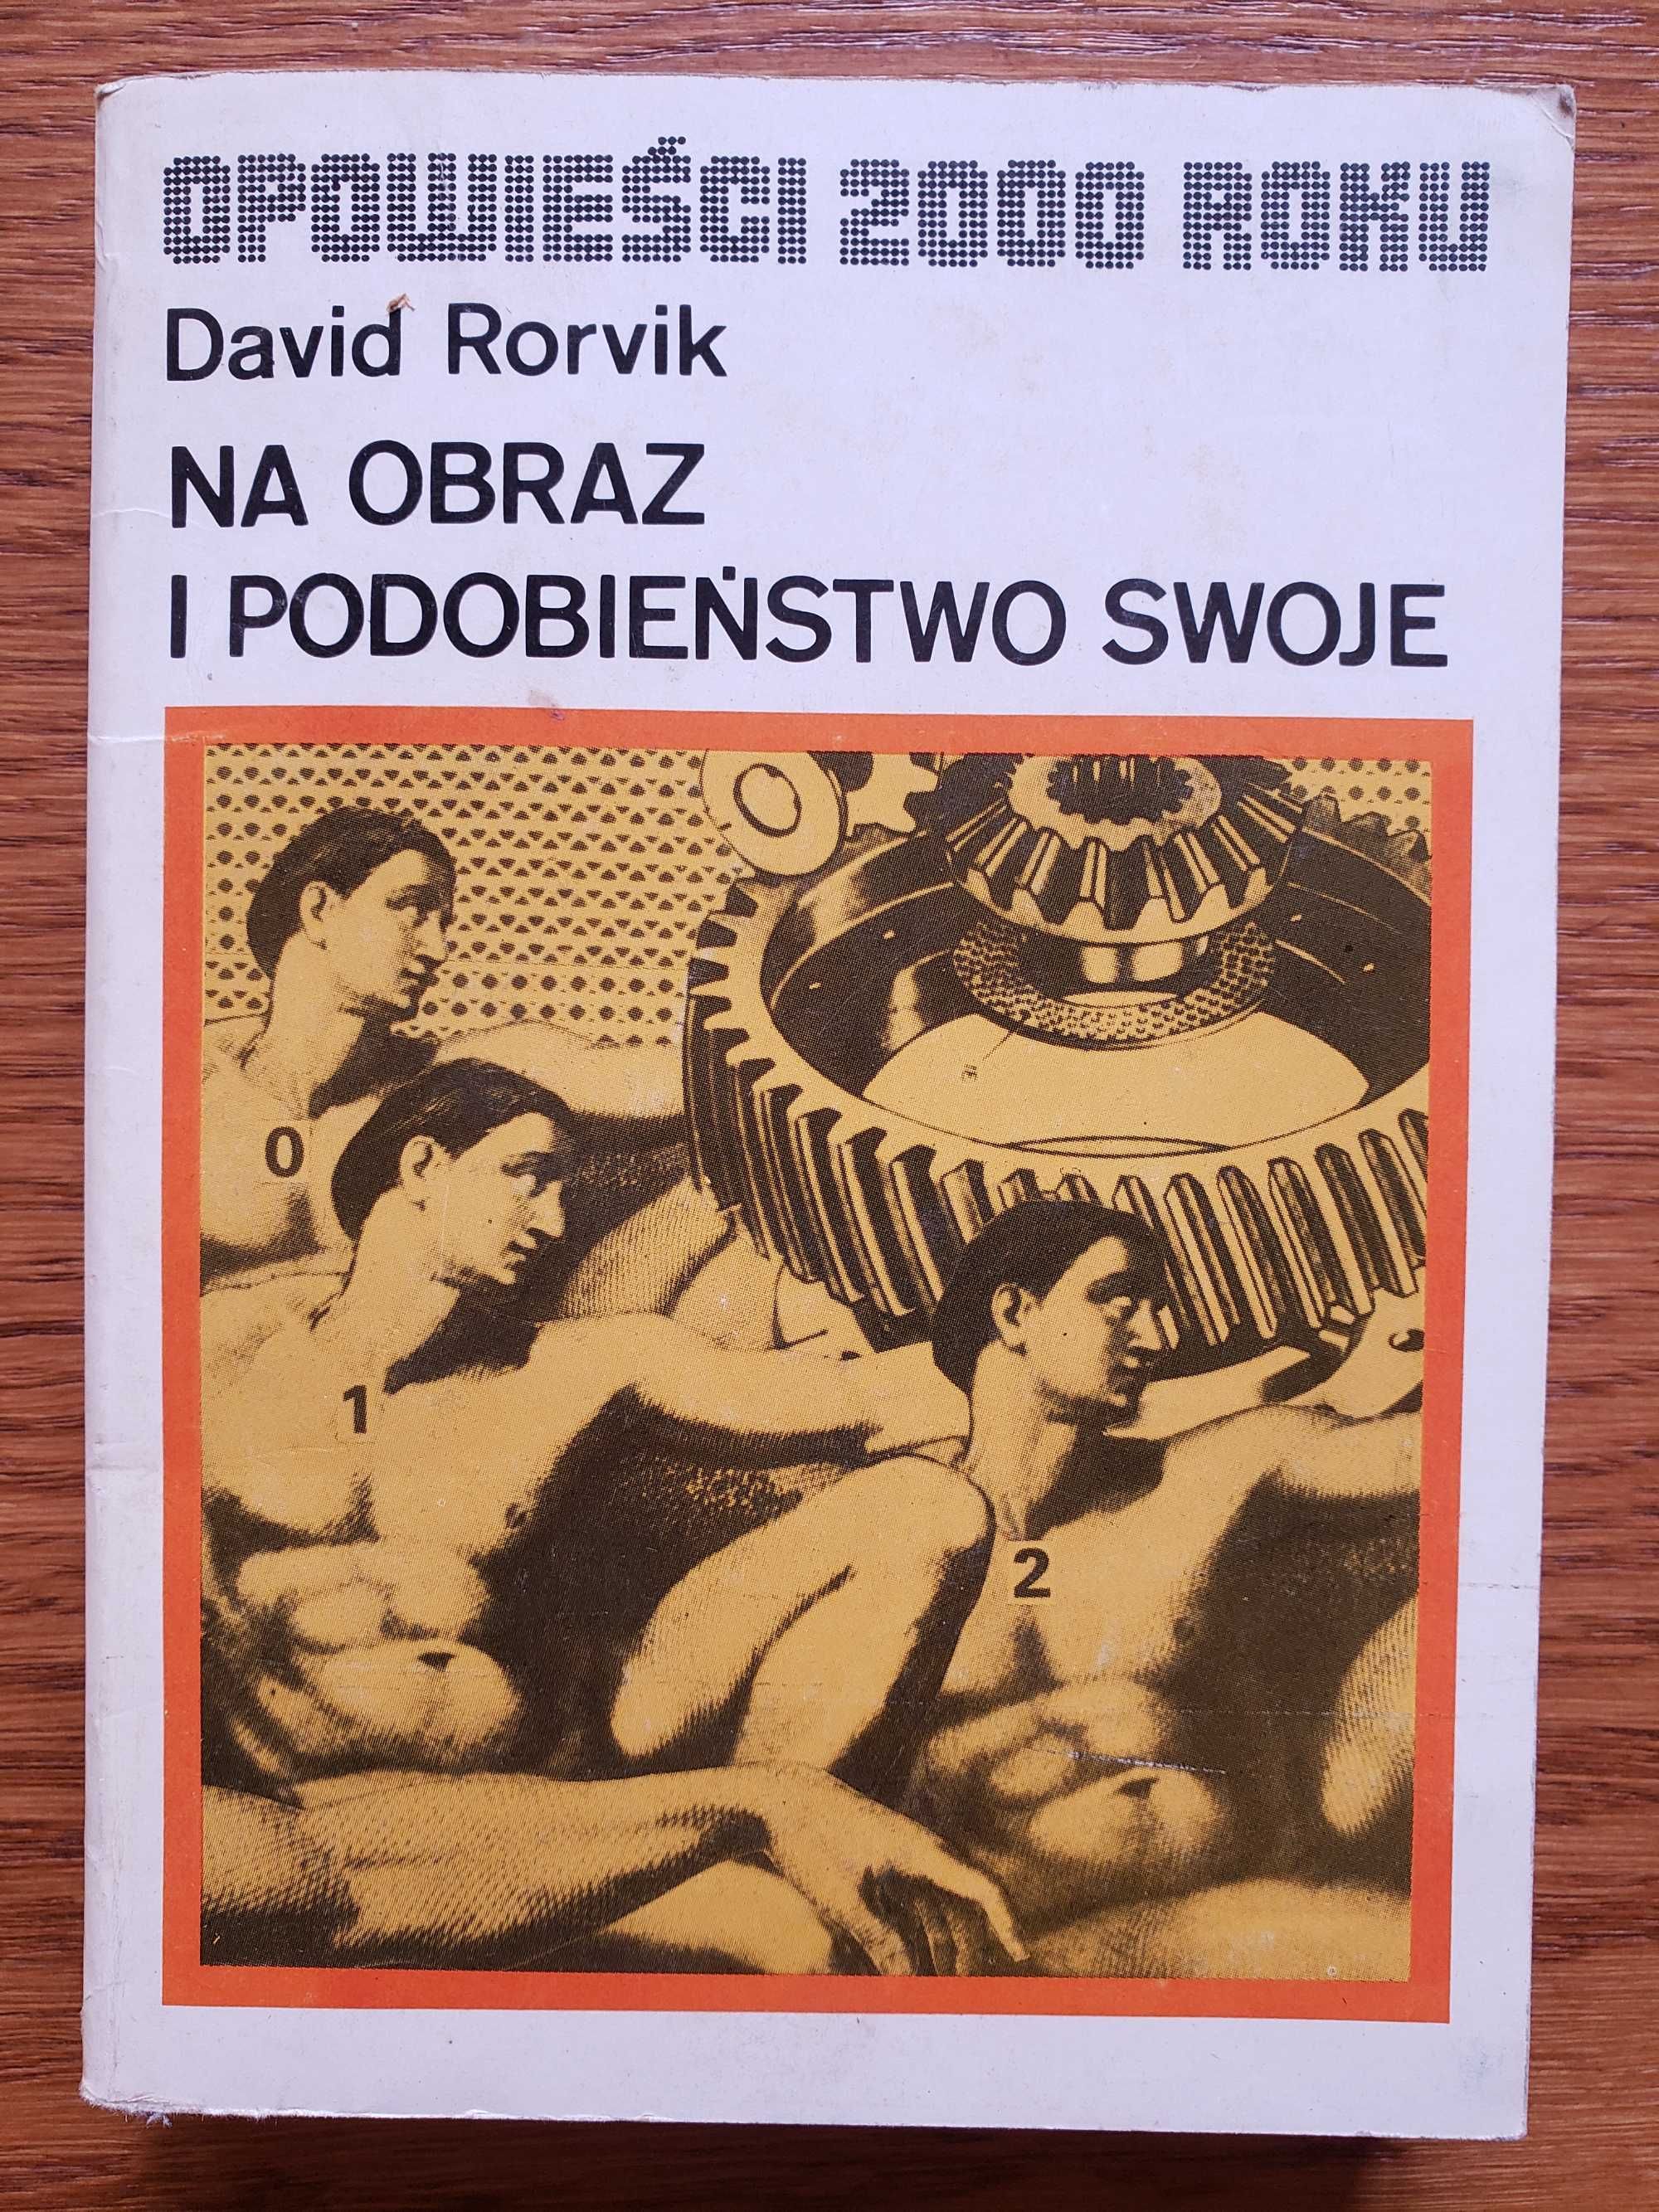 OPOWIEŚCI 2000 ROKU
David Rorvik
NA OBRAZ
I PODOBIEŃSTWO SWOJE
0
1
2